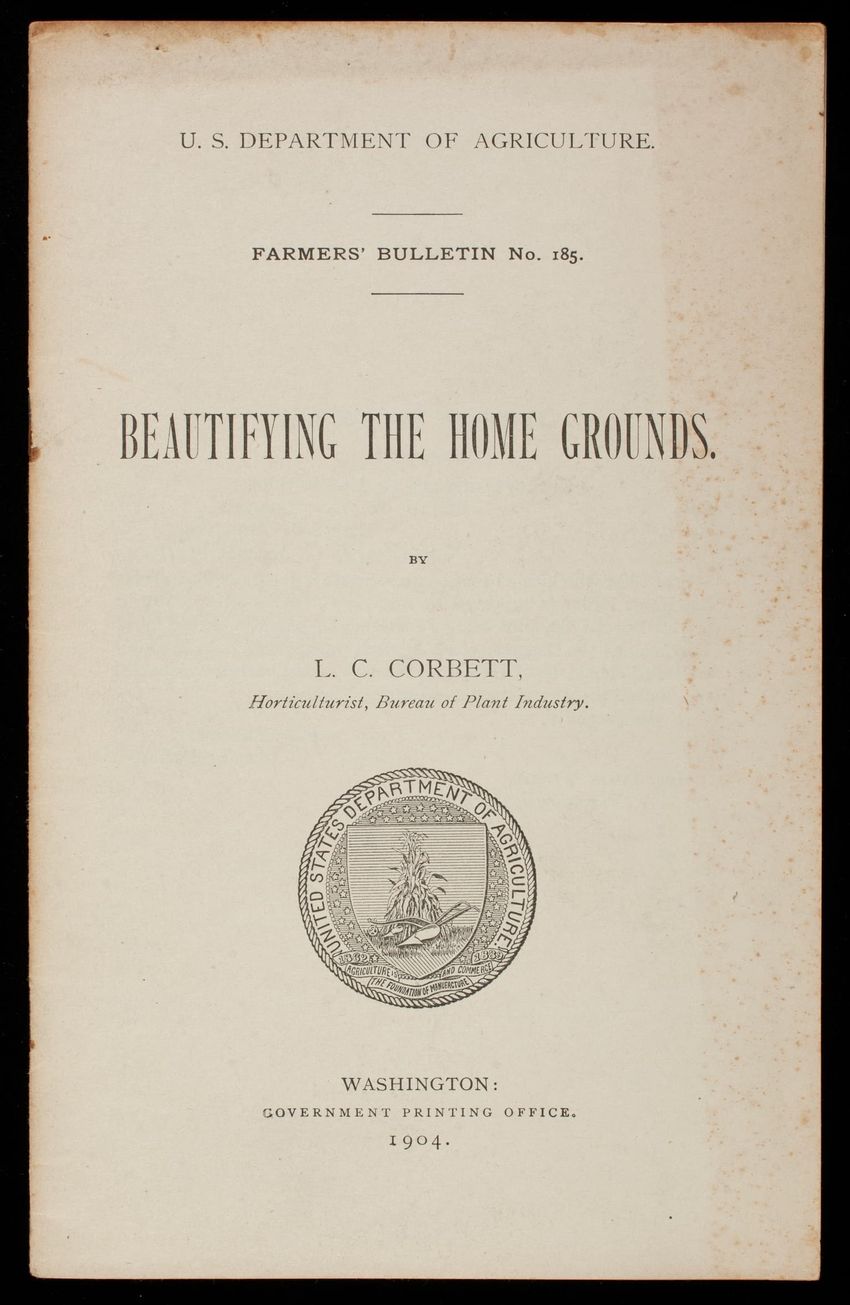 U. S. DEPARTMENT OF AGRICULTURE.
FARMERS' BULLETIN No. 185.
BEAUTIFYING THE HOME GROUNDS.
BY
L. C. CORBETT,
Horticulturist, Bureau of Plant Industry.
UNITED STATES DEPARTMENT OF AGRICULTURE.
1862 1889
AGRICULTURE IS THE FOUNDATION OF MANUFACTURE AND COMMERCE
WASHINGTON:
GOVERNMENT PRINTING OFFICE.
1904.